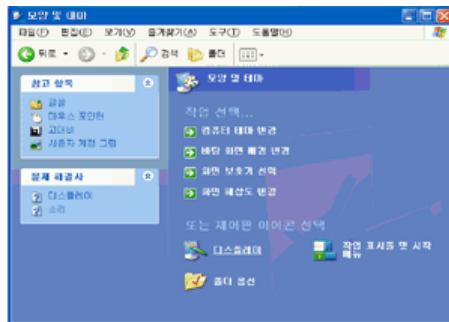 모양 및 테마
파일(F) 편집(E) 보기(V) 즐겨찾기(A) 도구(T) 도움말(H)
뒤로 검색 폴더
참고 항목
글꼴
마우스 포인터
고대비
사용자 계정 그림
문제 해결사
디스플레이
소리
모양 및 테마
작업 선택...
컴퓨터 테마 변경
바탕 화면 배경 변경
화면 보호기 선택
화면 해상도 변경
또는 제어판 아이콘 선택
디스플레이
작업 표시줄 및 시작
메뉴
폴더 옵션